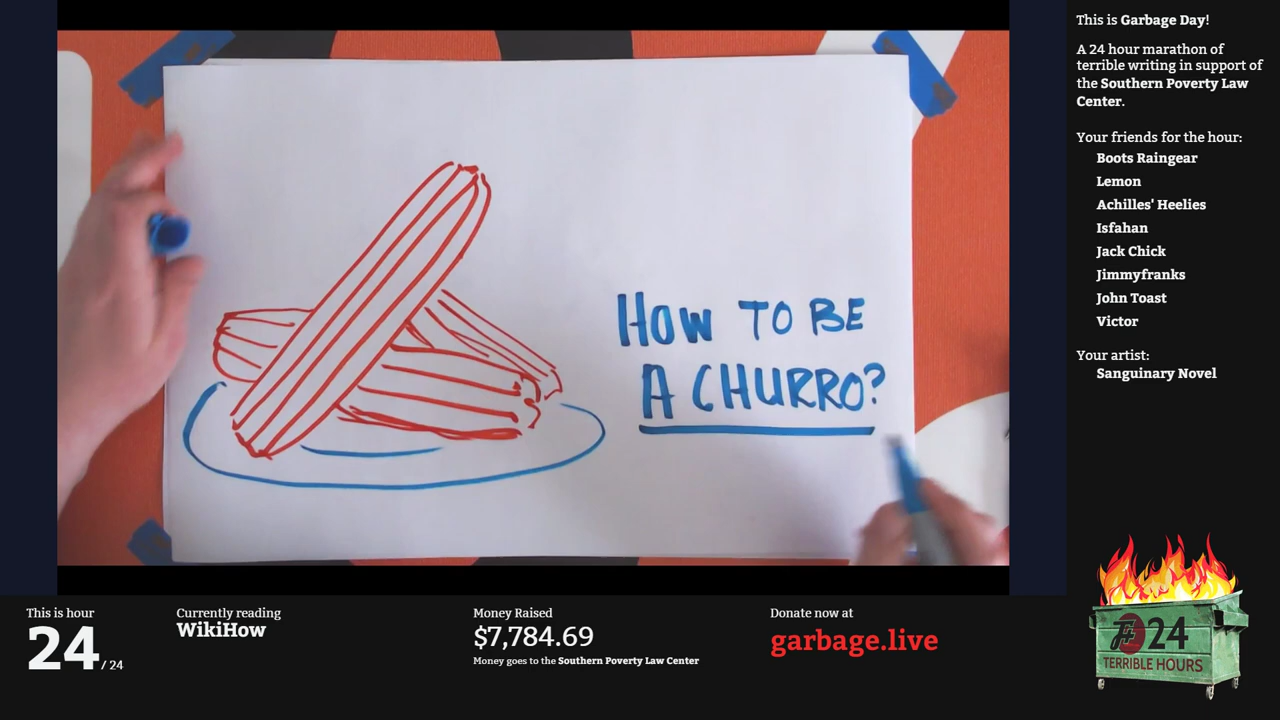 HOW TO BE
A CHURRO?
This is Garbage Day!
A 24 hour marathon of
terrible writing in support of
the Southern Poverty Law
Center.
Your friends for the hour:
Boots Raingear
Lemon
Achilles' Heelies
Isfahan
Jack Chick
Jimmyfranks
John Toast
Victor
Your artist:
Sanguinary Novel
This is hour
24 / 24
Currently reading
WikiHow
Money Raised
$7,784.69
Money goes to the Southern Poverty Law Center
Donate now at
garbage.live
24
TERRIBLE HOURS